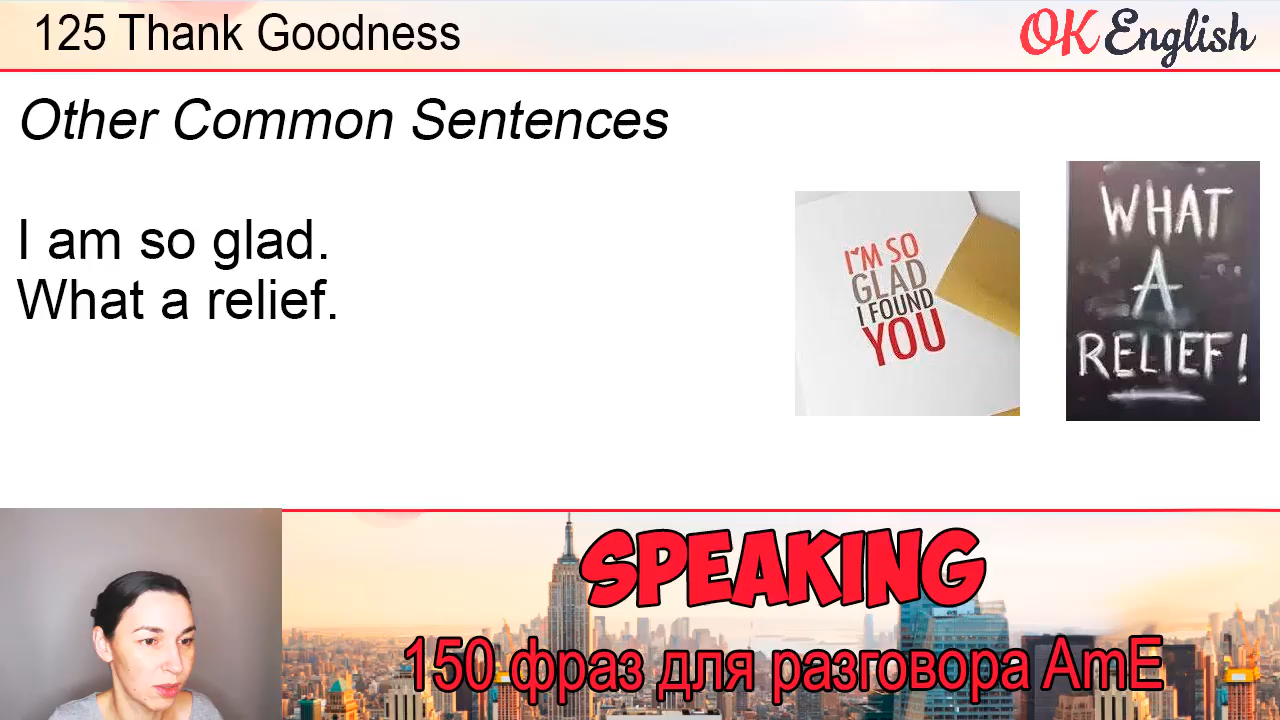 125 Thank Goodness
OK English
Other Common Sentences
I am so glad.
What a relief.
I'M SO
GLAD
I FOUND
YOU
WHAT
A
RELIEF!
SPEAKING
150 фраз для разговора AmE